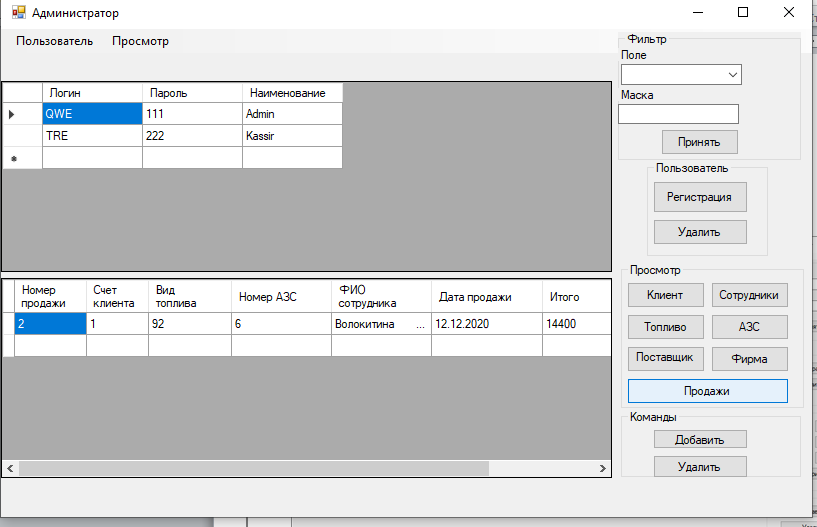 Администратор
Пользователь Просмотр
Фильтр
Поле
Маска
Принять
Логин Пароль Наименование
QWE 111 Admin
TRE 222 Kassir
Пользователь
Регистрация
Удалить
Номер продажи Счет клиента Вид топлива Номер АЗС ФИО сотрудника Дата продажи Итого
2 1 92 6 Волокитина ... 12.12.2020 14400
Просмотр
Клиент Сотрудники
Топливо АЗС
Поставщик Фирма
Продажи
Команды
Добавить
Удалить